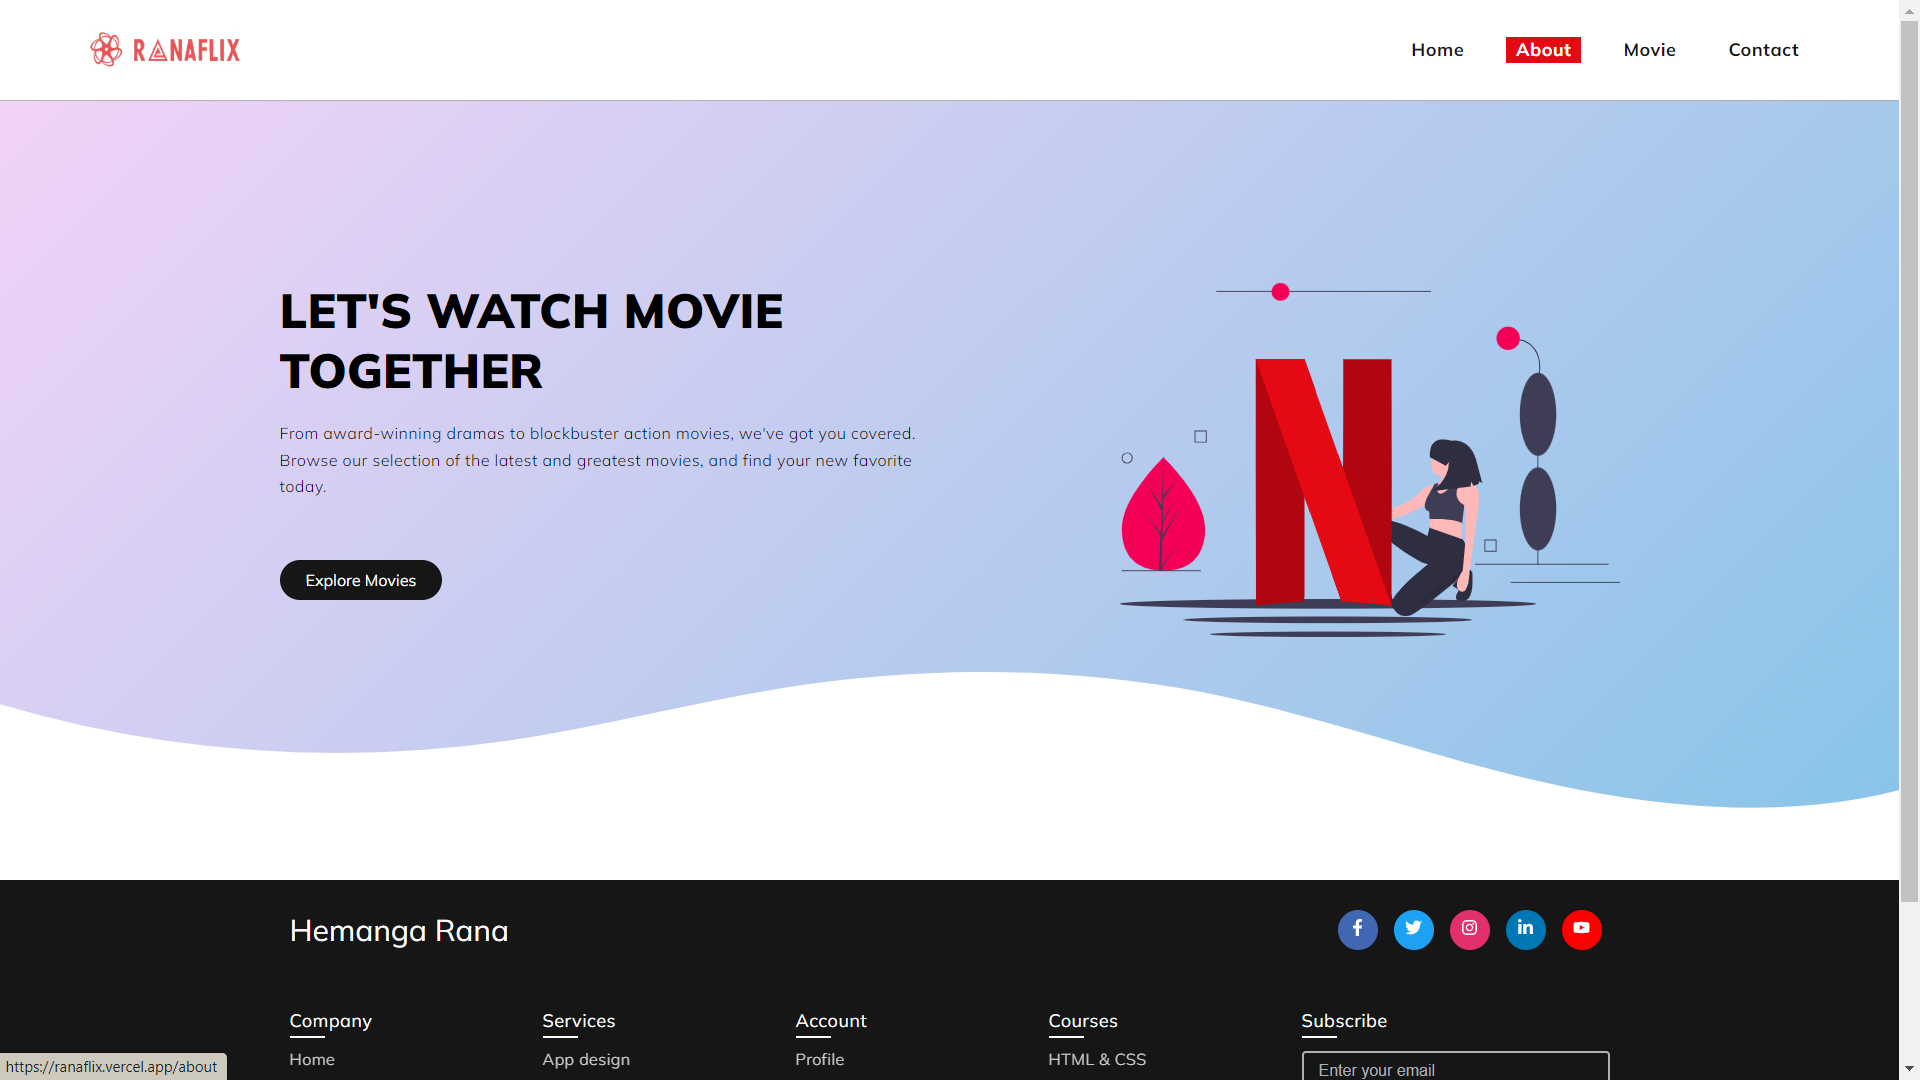 RANAFLIX
Home About Movie Contact
LET'S WATCH MOVIE
TOGETHER
From award-winning dramas to blockbuster action movies, we've got you covered.
Browse our selection of the latest and greatest movies, and find your new favorite
today.
Explore Movies
Hemanga Rana
Company Services Account Courses Subscribe
Home App design Profile HTML & CSS Enter your email
https://ranaflix.vercel.app/about